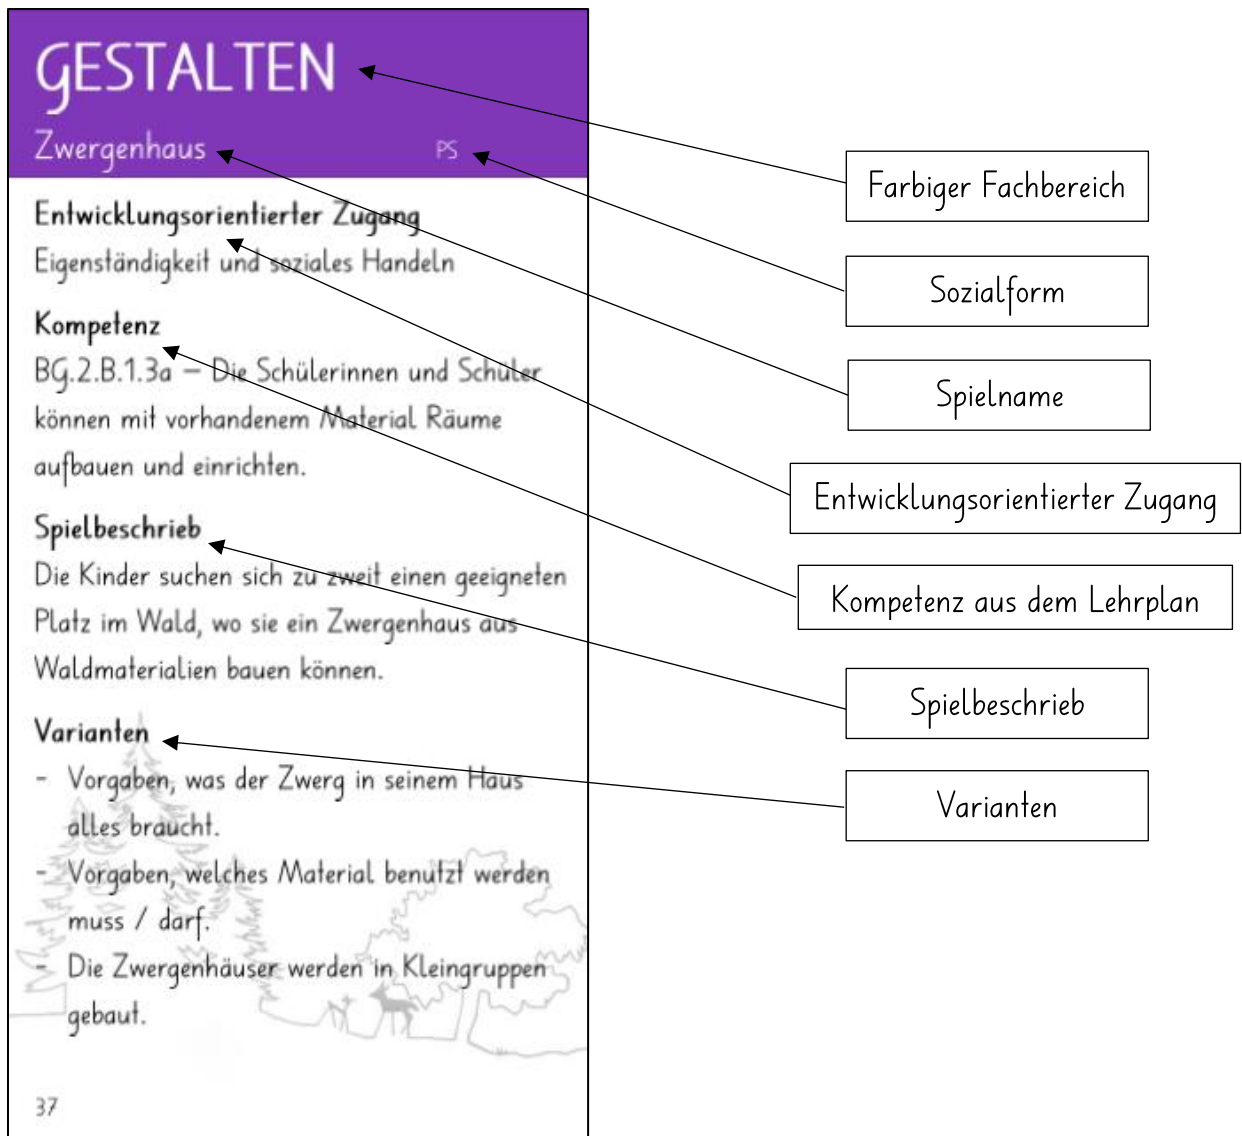 GESTALTEN
Zwergenhaus PS
Entwicklungsorientierter Zugang
Eigenständigkeit und soziales Handeln
Kompetenz
BG.2.B.1.3a – Die Schülerinnen und Schüler
können mit vorhandenem Material Räume
aufbauen und einrichten.
Spielbeschrieb
Die Kinder suchen sich zu zweit einen geeigneten
Platz im Wald, wo sie ein Zwergenhaus aus
Waldmaterialien bauen können.
Varianten
- Vorgaben, was der Zwerg in seinem Haus
alles braucht.
- Vorgaben, welches Material benutzt werden
muss / darf.
- Die Zwergenhäuser werden in Kleingruppen
gebaut.
37
Farbiger Fachbereich
Sozialform
Spielname
Entwicklungsorientierter Zugang
Kompetenz aus dem Lehrplan
Spielbeschrieb
Varianten